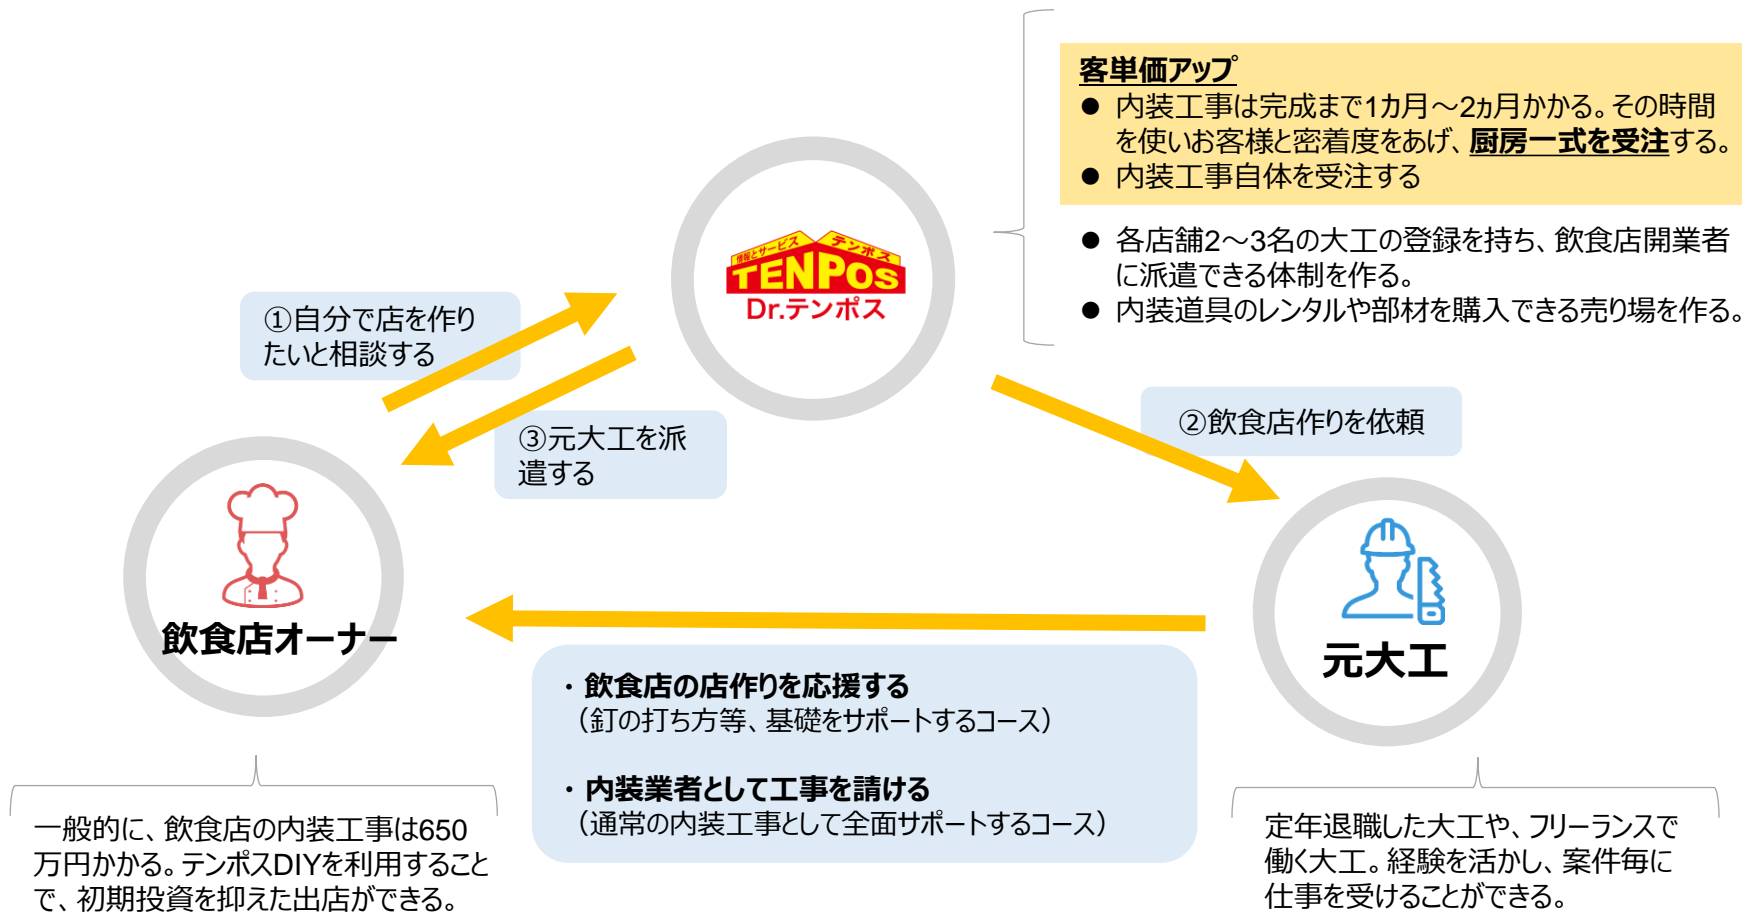 客単価アップ
● 内装工事は完成まで1カ月～2ヵ月かかる。その時間
を使いお客様と密着度をあげ、厨房一式を受注する。
● 内装工事自体を受注する
● 各店舗2～3名の大工の登録を持ち、飲食店開業者
に派遣できる体制を作る。
● 内装道具のレンタルや部材を購入できる売り場を作る。
情報とサービス テンポス
TENPOS
Dr.テンポス
①自分で店を作り
たいと相談する
③元大工を派
遣する
②飲食店作りを依頼
飲食店オーナー
元大工
・飲食店の店作りを応援する
（釘の打ち方等、基礎をサポートするコース）
・内装業者として工事を請ける
（通常の内装工事として全面サポートするコース）
一般的に、飲食店の内装工事は650
万円かかる。テンポスDIYを利用すること
で、初期投資を抑えた出店ができる。
定年退職した大工や、フリーランスで
働く大工。経験を活かし、案件毎に
仕事を受けることができる。